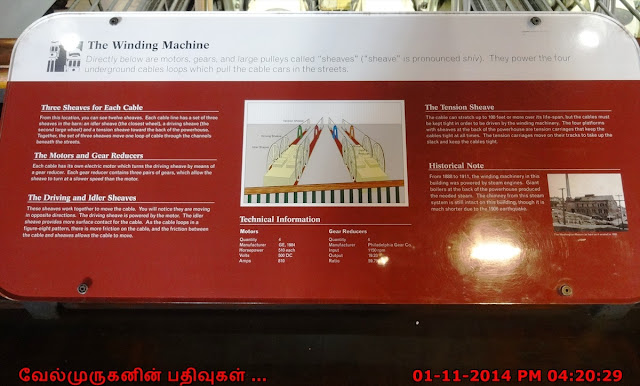 The Winding Machine
Directly below are motors, gears, and large pulleys called "sheaves" ("sheave" is pronounced shiv). They power the four
underground cables loops which pull the cable cars in the streets.
Three Sheaves for Each Cable
From this location, you can see twelve sheaves. Each cable line has a set of three
sheaves in the barn: an idler sheave (the closest wheel), a driving sheave (the
second large wheel) and a tension sheave toward the back of the powerhouse.
Together, the set of three sheaves move one loop of cable through the channels
beneath the streets.
The Motors and Gear Reducers
Each cable has its own electric motor which turns the driving sheave by means of
a gear reducer. Each gear reducer contains three pairs of gears, which allow the
sheave to turn at a slower speed than the motor.
The Driving and Idler Sheaves
These sheaves work together to move the cable. You will notice they are moving
in opposite directions. The driving sheave is powered by the motor. The idler
sheave provides more surface contact for the cable. As the cable loops in a
figure-eight pattern, there is more friction on the cable, and the friction between
the cable and sheaves allows the cable to move.
Tension Sheave
Driving Sheave
Idler Sheave
Technical Information
Motors
Quantity 4
Manufacturer GE, 1BN
Horsepower 510 each
Volts 500 DC
Amps 810
Gear Reducers
Quantity 4
Manufacturer Philadelphia Gear Co.
Input 1150 rpm
Output
Ratio
The Tension Sheave
The cable can stretch up to 100 feet or more over its life-span, but the cables must
be kept tight in order to be driven by the winding machinery. The four platforms
with sheaves at the back of the powerhouse are tension carriages that keep the
cables tight at all times. The tension carriages move on their tracks to take up the
slack and keep the cables tight.
Historical Note
From 1888 to 1911, the winding machinery in this
building was powered by steam engines. Giant
boilers at the back of the powerhouse produced
the needed steam. The chimney from this steam
system is still intact on this building, though it is
much shorter due to the 1906 earthquake.
வேல்முருகனின் பதிவுகள் ...
01-11-2014 PM 04:20:29